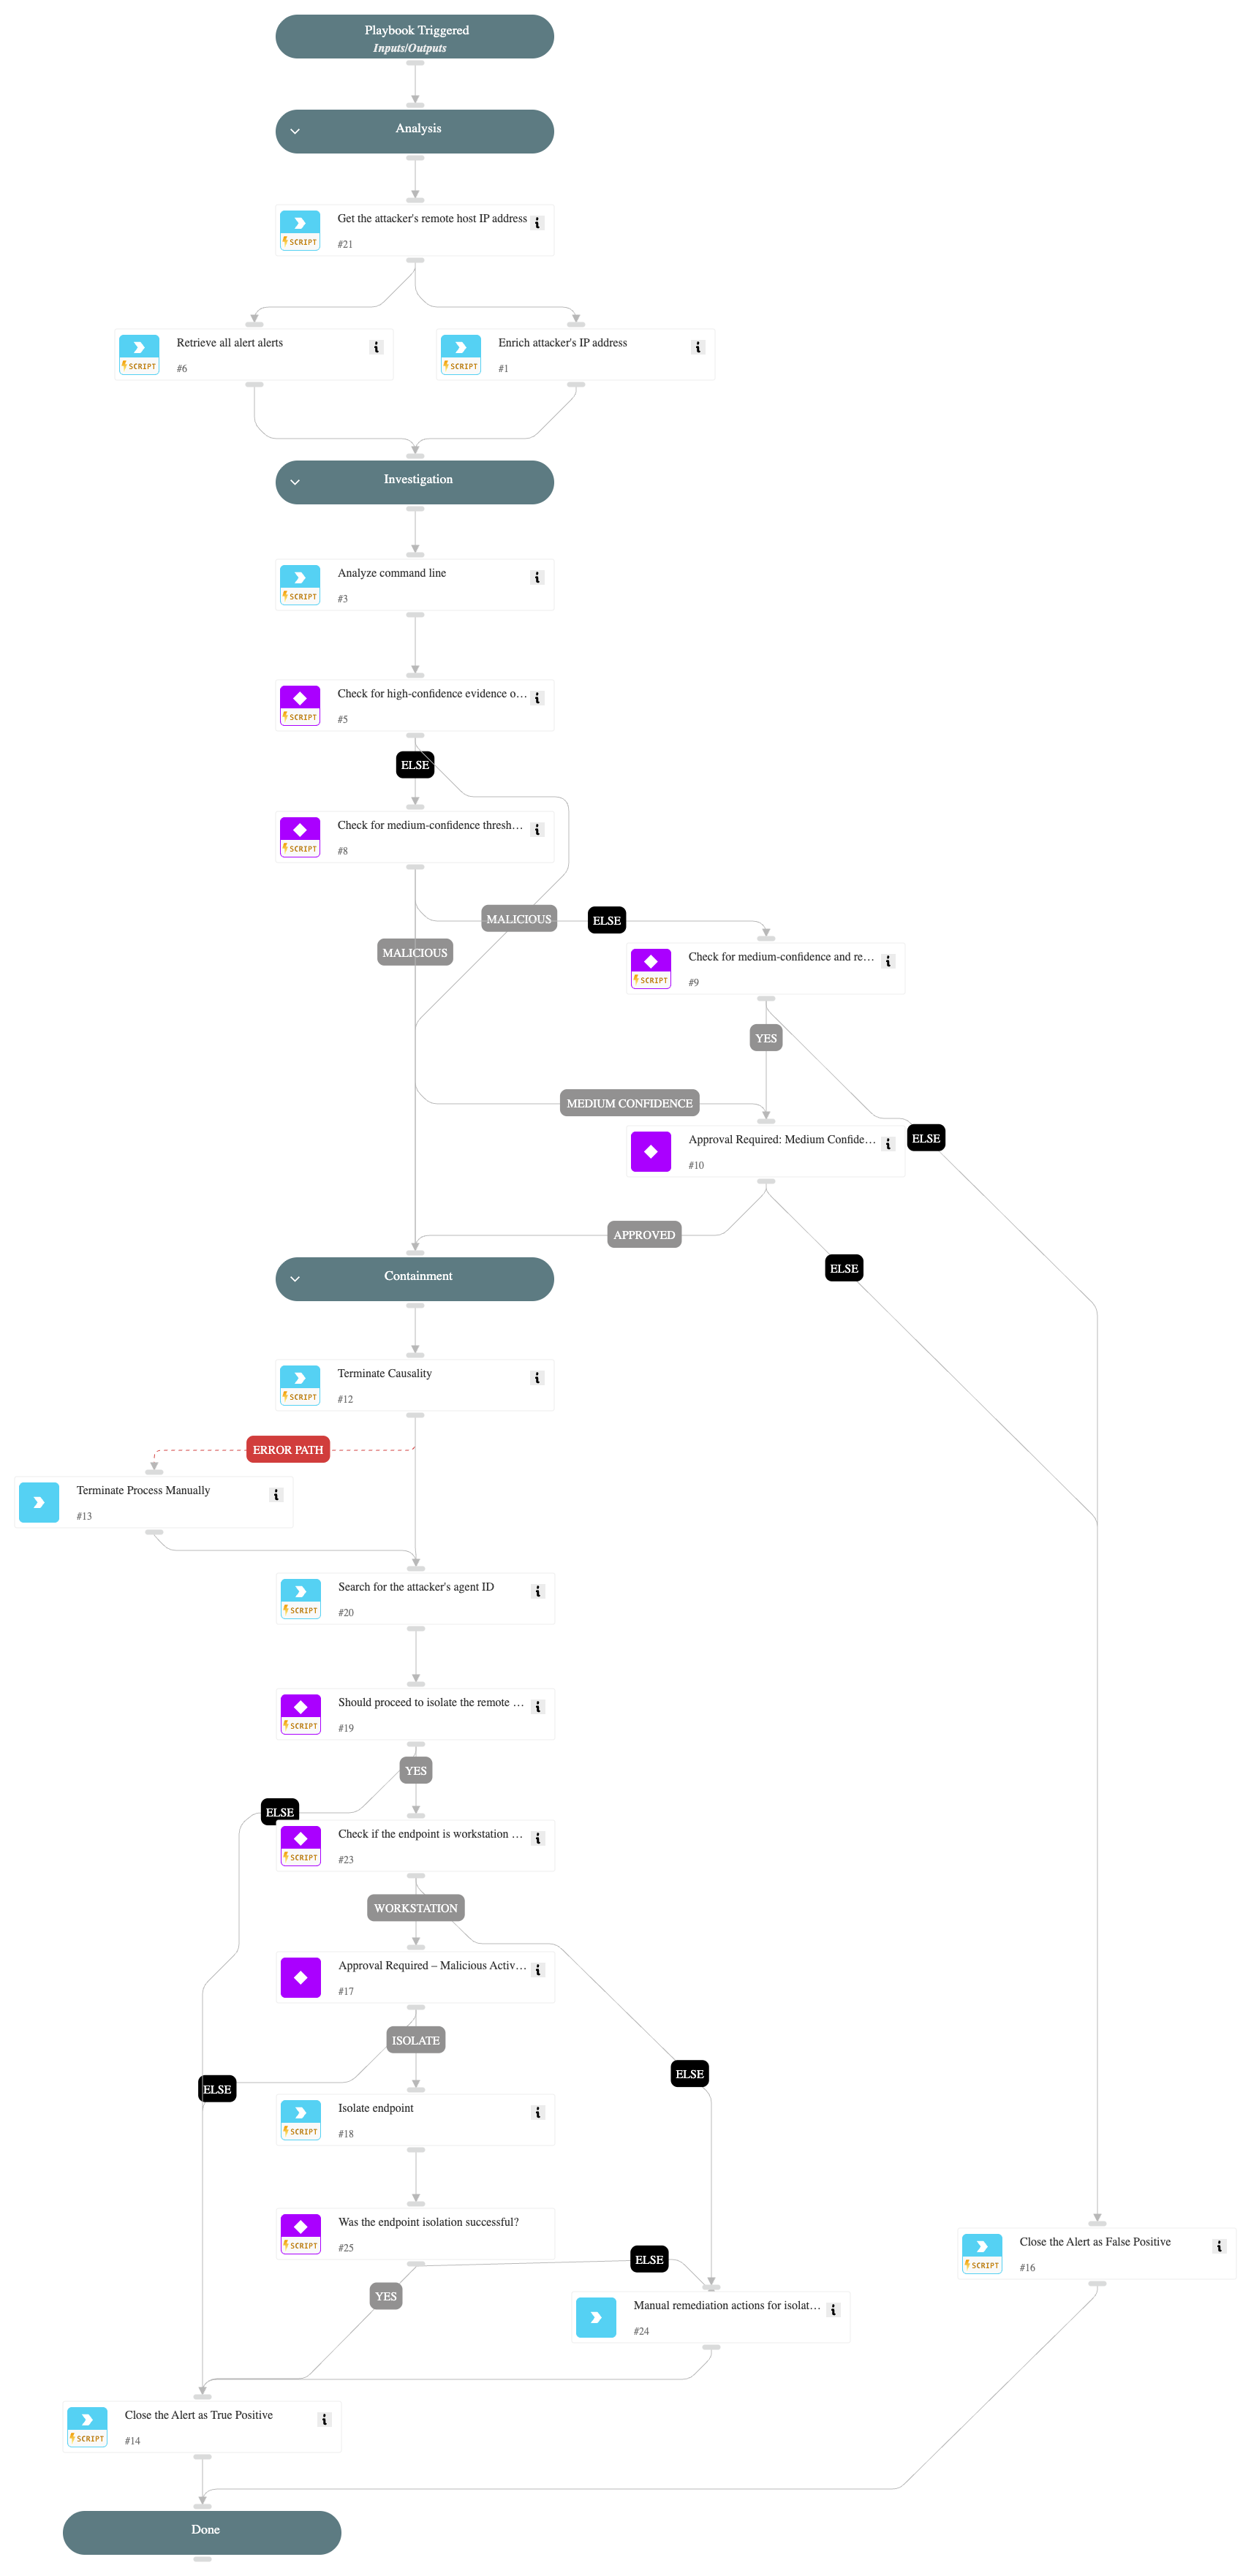 Playbook Triggered
Inputs/Outputs
Analysis
Get the attacker's remote host IP address
SCRIPT
#21
Retrieve all alert alerts
SCRIPT
#6
Enrich attacker's IP address
SCRIPT
#1
Investigation
Analyze command line
SCRIPT
#3
Check for high-confidence evidence o…
SCRIPT
#5
ELSE
Check for medium-confidence thresh…
SCRIPT
#8
MALICIOUS
ELSE
MALICIOUS
Check for medium-confidence and re…
SCRIPT
#9
YES
MEDIUM CONFIDENCE
Approval Required: Medium Confide…
#10
ELSE
APPROVED
ELSE
Containment
Terminate Causality
SCRIPT
#12
ERROR PATH
Terminate Process Manually
#13
Search for the attacker's agent ID
SCRIPT
#20
Should proceed to isolate the remote …
SCRIPT
#19
YES
ELSE
Check if the endpoint is workstation …
SCRIPT
#23
WORKSTATION
Approval Required – Malicious Activ…
#17
ISOLATE
ELSE
ELSE
Isolate endpoint
SCRIPT
#18
Was the endpoint isolation successful?
SCRIPT
#25
Close the Alert as False Positive
SCRIPT
#16
ELSE
YES
Manual remediation actions for isolat…
#24
Close the Alert as True Positive
SCRIPT
#14
Done